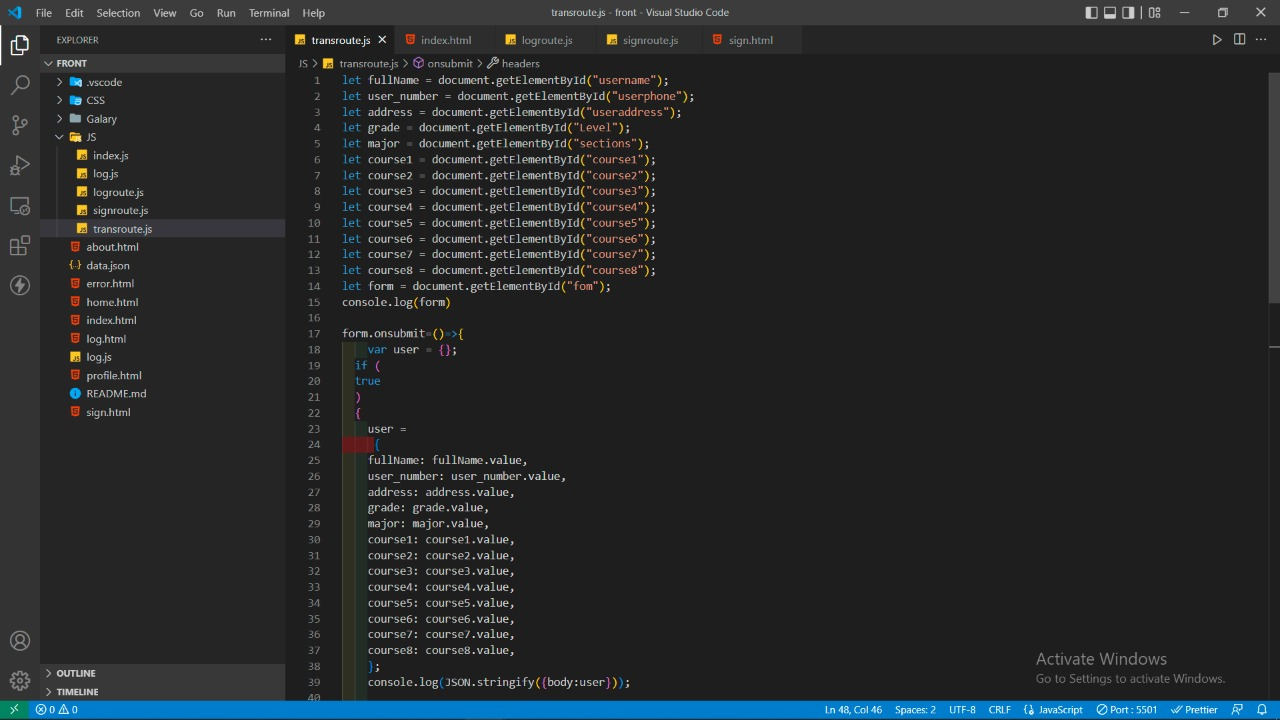 File Edit Selection View Go Run Terminal Help transroute.js - front - Visual Studio Code
EXPLORER ···
transroute.js × index.html logroute.js signroute.js sign.html
FRONT
.vscode
CSS
Galary
JS
index.js
log.js
logroute.js
signroute.js
transroute.js
about.html
data.json
error.html
home.html
index.html
log.html
log.js
profile.html
README.md
sign.html
OUTLINE
TIMELINE
JS > transroute.js > onsubmit > headers
1 let fullName = document.getElementById("username");
2 let user_number = document.getElementById("userphone");
3 let address = document.getElementById("useraddress");
4 let grade = document.getElementById("Level");
5 let major = document.getElementById("sections");
6 let course1 = document.getElementById("course1");
7 let course2 = document.getElementById("course2");
8 let course3 = document.getElementById("course3");
9 let course4 = document.getElementById("course4");
10 let course5 = document.getElementById("course5");
11 let course6 = document.getElementById("course6");
12 let course7 = document.getElementById("course7");
13 let course8 = document.getElementById("course8");
14 let form = document.getElementById("fom");
15 console.log(form)
16
17 form.onsubmit=()=>{
18 var user = {};
19 if (
20 true
21 )
22 {
23 user =
24 {
25 fullName: fullName.value,
26 user_number: user_number.value,
27 address: address.value,
28 grade: grade.value,
29 major: major.value,
30 course1: course1.value,
31 course2: course2.value,
32 course3: course3.value,
33 course4: course4.value,
34 course5: course5.value,
35 course6: course6.value,
36 course7: course7.value,
37 course8: course8.value,
38 };
39 console.log(JSON.stringify({body:user}));
40
Activate Windows
Go to Settings to activate Windows.
0 0 Ln 48, Col 46 Spaces: 2 UTF-8 CRLF {} JavaScript Port : 5501 Prettier